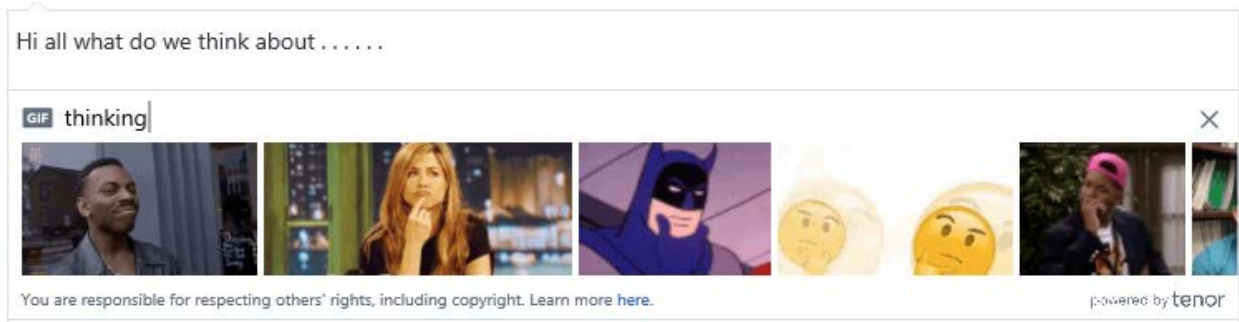 Hi all what do we think about . . . . . .
GIF thinking
You are responsible for respecting others' rights, including copyright. Learn more here.
powered by tenor